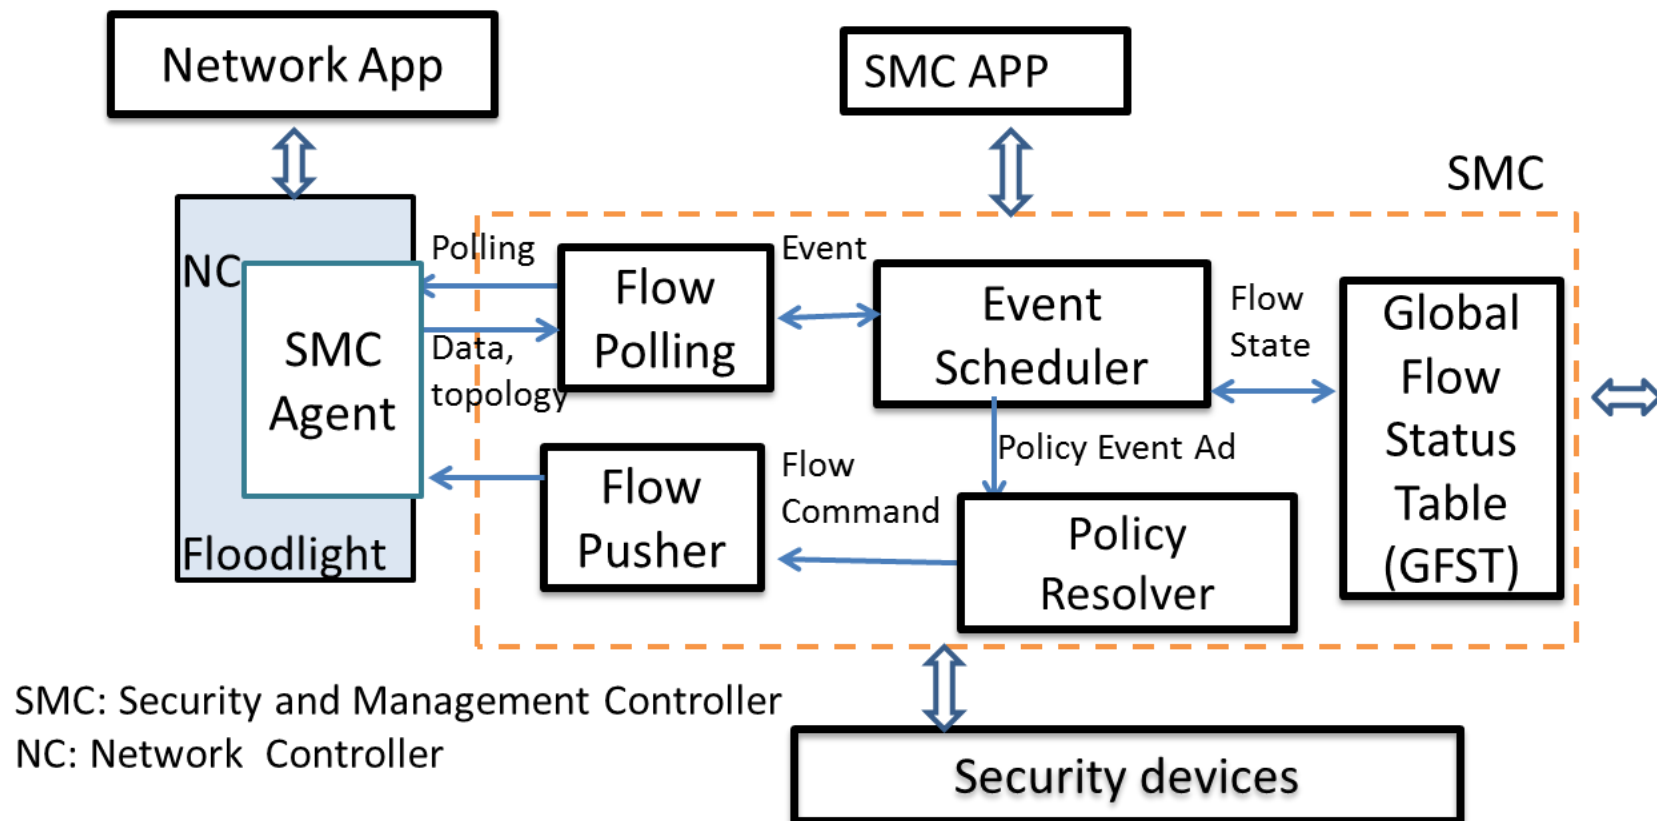 Network App
SMC APP
SMC
NC
SMC
Agent
Floodlight
Polling
Data,
topology
Flow
Polling
Event
Event
Scheduler
Flow
State
Global
Flow
Status
Table
(GFST)
Policy Event Ad
Flow
Pusher
Flow
Command
Policy
Resolver
SMC: Security and Management Controller
NC: Network Controller
Security devices